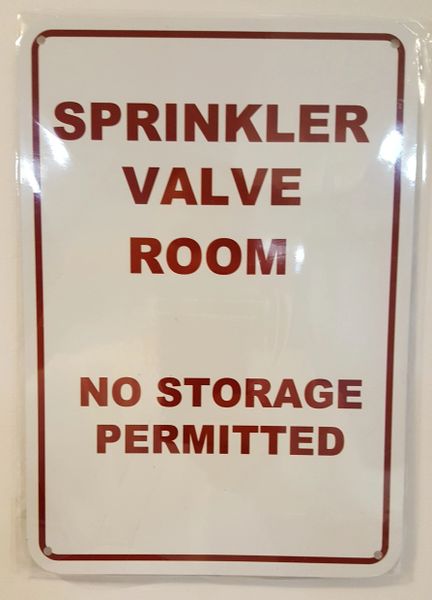 SPRINKLER
VALVE
ROOM
NO STORAGE
PERMITTED